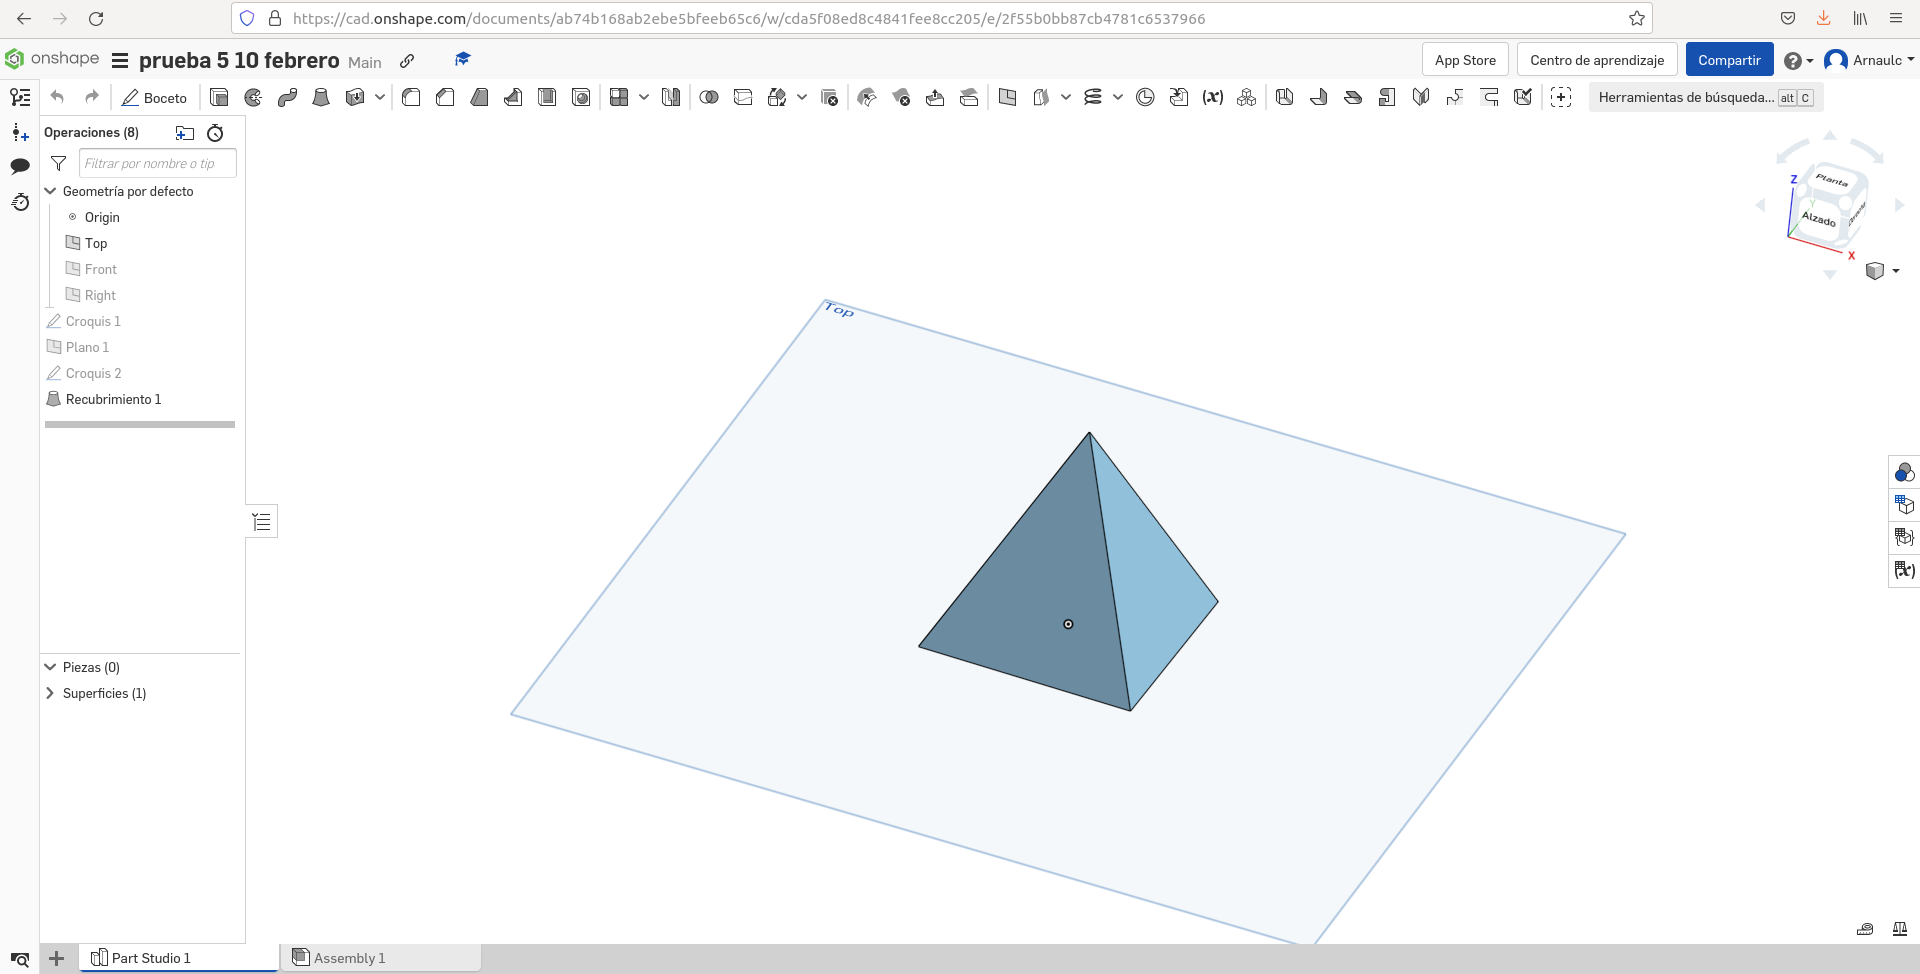 https://cad.onshape.com/documents/ab74b168ab2ebe5bfeeb65c6/w/cda5f08ed8c4841fee8cc205/e/2f55b0bb87cb4781c6537966
onshape prueba 5 10 febrero Main App Store Centro de aprendizaje Compartir Arnaulc
Boceto (x) Herramientas de búsqueda... alt C
Operaciones (8)
Filtrar por nombre o tip
Geometría por defecto
Origin
Top
Front
Right
Croquis 1
Plano 1
Croquis 2
Recubrimiento 1
Piezas (0)
Superficies (1)
Top
Planta
Alzado
Z
Y
X
(x)
Part Studio 1 Assembly 1